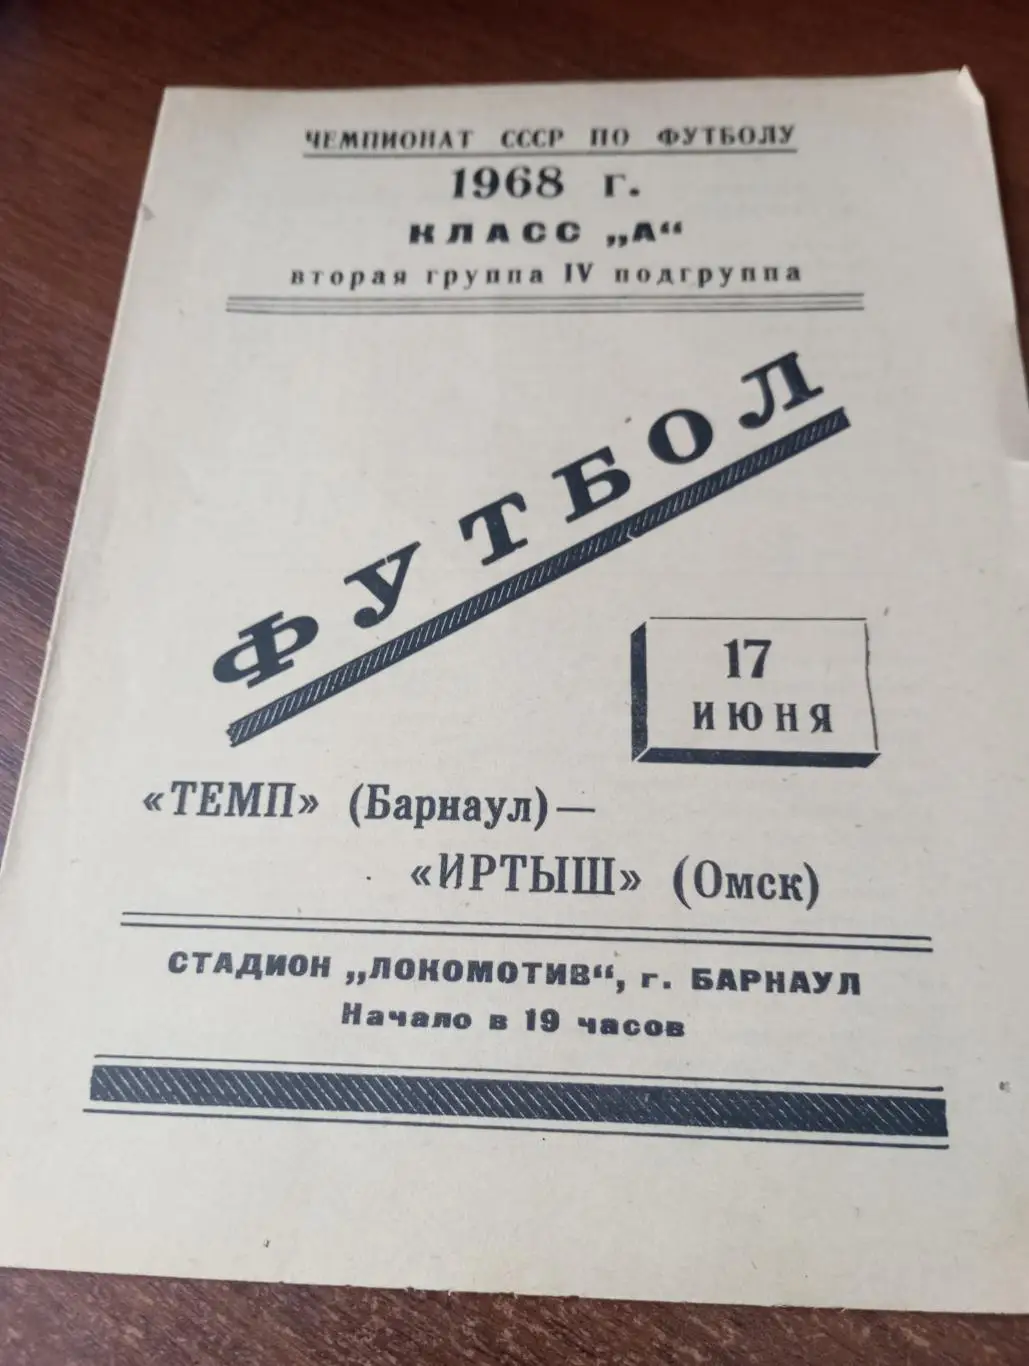 ЧЕМПИОНАТ СССР ПО ФУТБОЛУ
1968 г.
КЛАСС „А“
вторая группа IV подгруппа
ФУТБОЛ
17
ИЮНЯ
«ТЕМП» (Барнаул) —
«ИРТЫШ» (Омск)
СТАДИОН „ЛОКОМОТИВ“, г. БАРНАУЛ
Начало в 19 часов